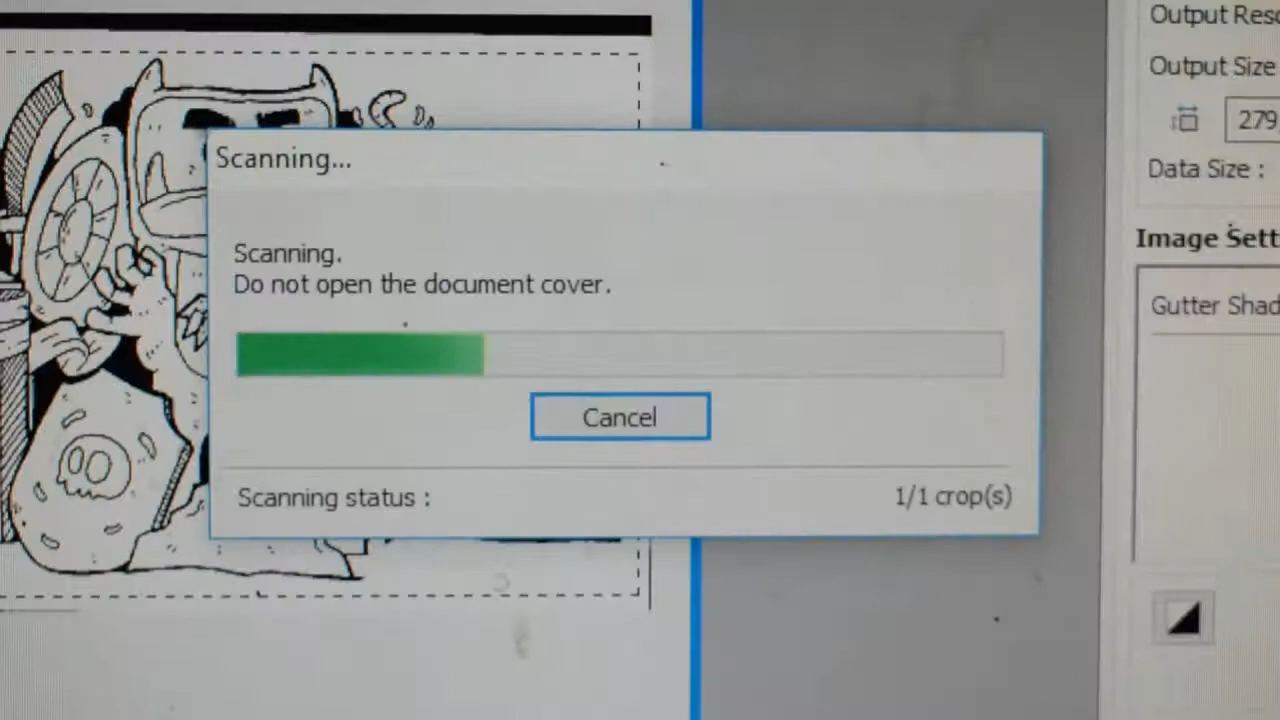 Output Reso
Output Size
279
Data Size :
Scanning...
Image Sett
Scanning.
Do not open the document cover.
Gutter Shad
Cancel
Scanning status :
1/1 crop(s)